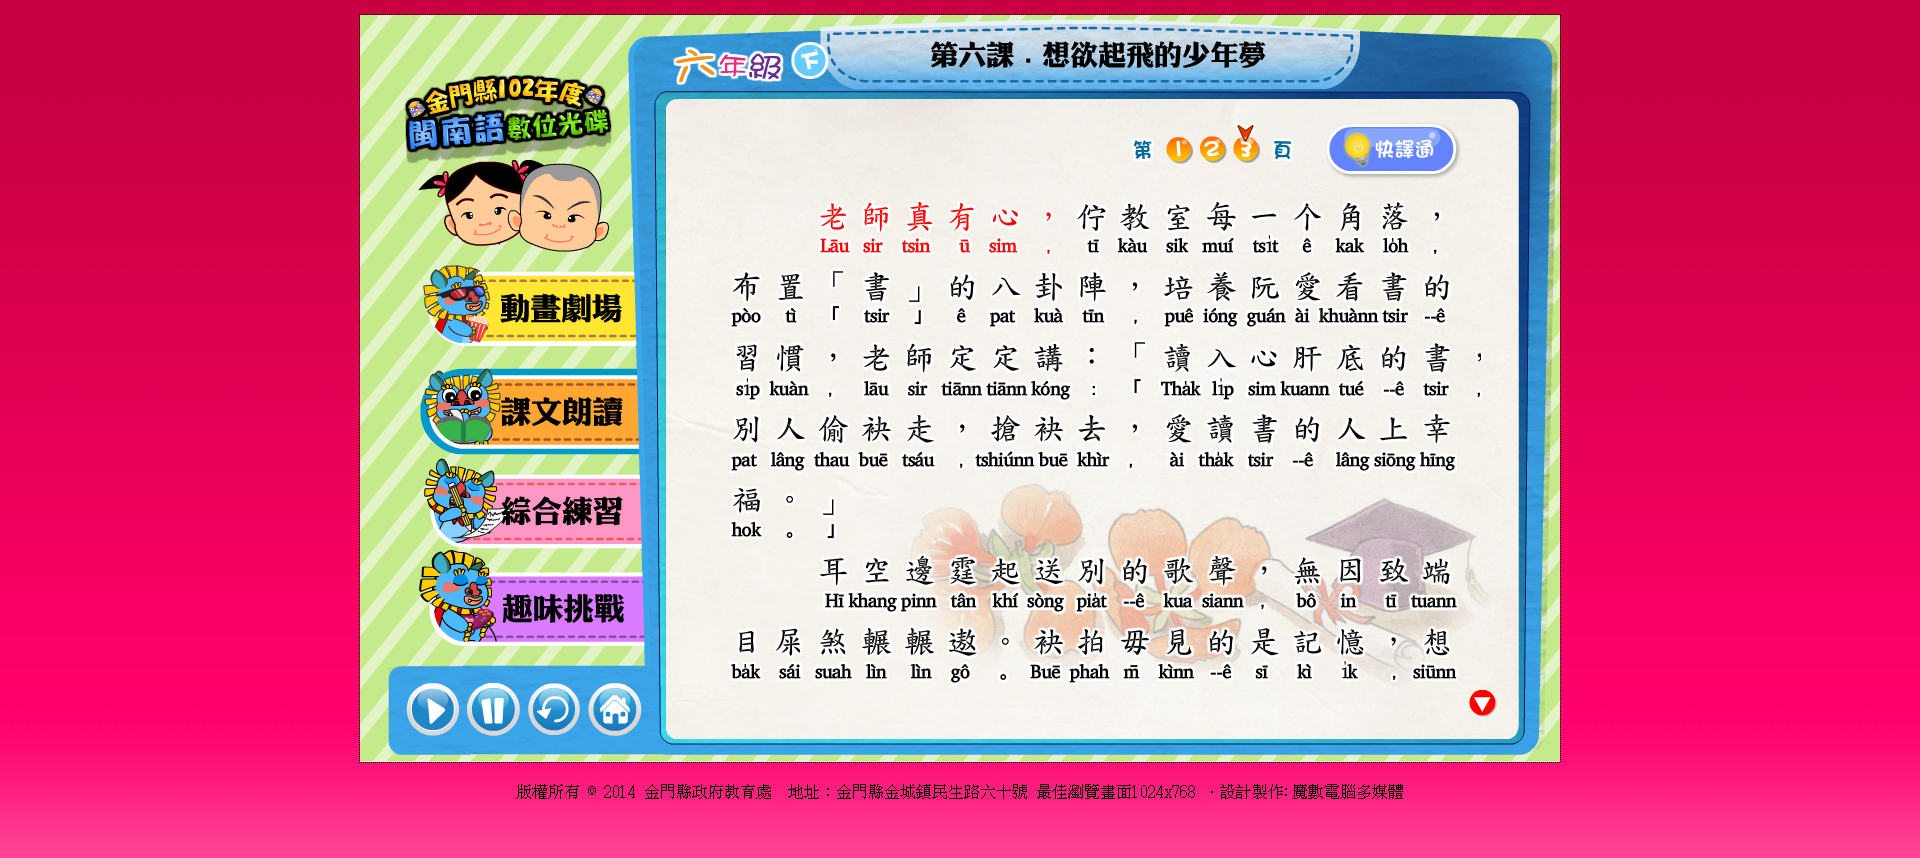 六年級 下
第六課．想欲起飛的少年夢
金門縣102年度
閩南語數位光碟
動畫劇場
課文朗讀
綜合練習
趣味挑戰
第 1 2 3 頁
快譯通
老師真有心，佇教室每一个角落，
Lāu sir tsin ū sim , tī kàu sik muí tsi̍t ê kak lo̍h ,
布置「書」的八卦陣，培養阮愛看書的
pòo tì 「 tsir 」 ê pat kuà tīn , puê ióng guán ài khuànn tsir --ê
習慣，老師定定講：「讀入心肝底的書，
si̍p kuàn , lāu sir tiānn tiānn kóng : 「 Tha̍k li̍p sim kuann tué --ê tsir ,
別人偷袂走，搶袂去，愛讀書的人上幸
pat lâng thau buē tsáu , tshiúnn buē khìr , ài tha̍k tsir --ê lâng siōng hīng
福。」
hok 。 」
耳空邊霆起送別的歌聲，無因致端
Hī khang pinn tân khí sòng pia̍t --ê kua siann , bô in tī tuann
目屎煞輾輾遨。袂拍毋見的是記憶，想
ba̍k sái suah lìn lìn gô 。 Buē phah m̄ kìnn --ê sī kì i̍k , siūnn
版權所有 © 2014 金門縣政府教育處 地址：金門縣金城鎮民生路六十號 最佳瀏覽畫面1024x768 ．設計製作: 魔數電腦多媒體